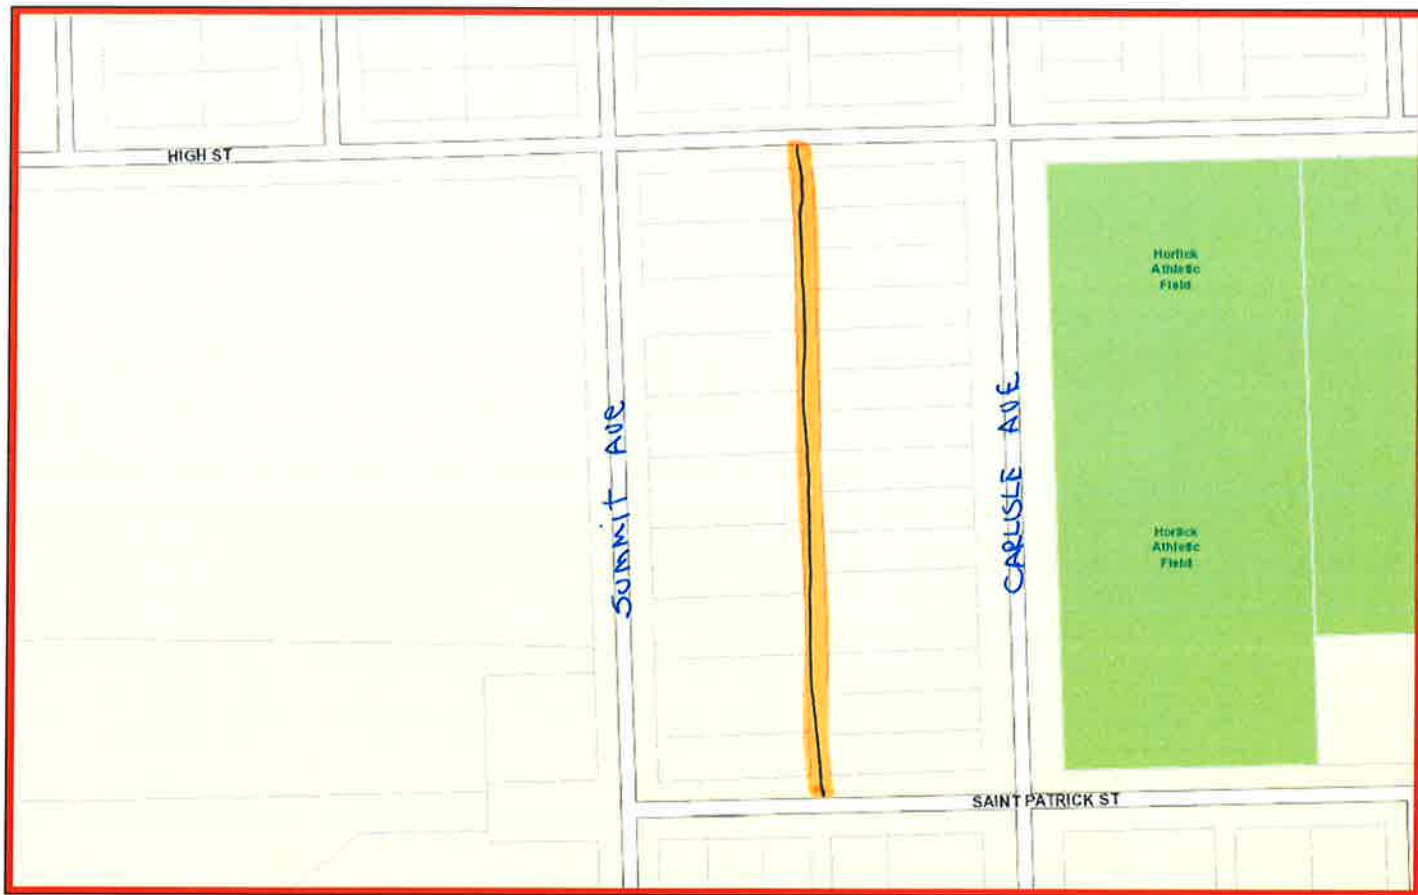 HIGH ST
Horlick
Athletic
Field
SUMMIT AVE
CARLISLE AVE
Horlick
Athletic
Field
SAINT PATRICK ST